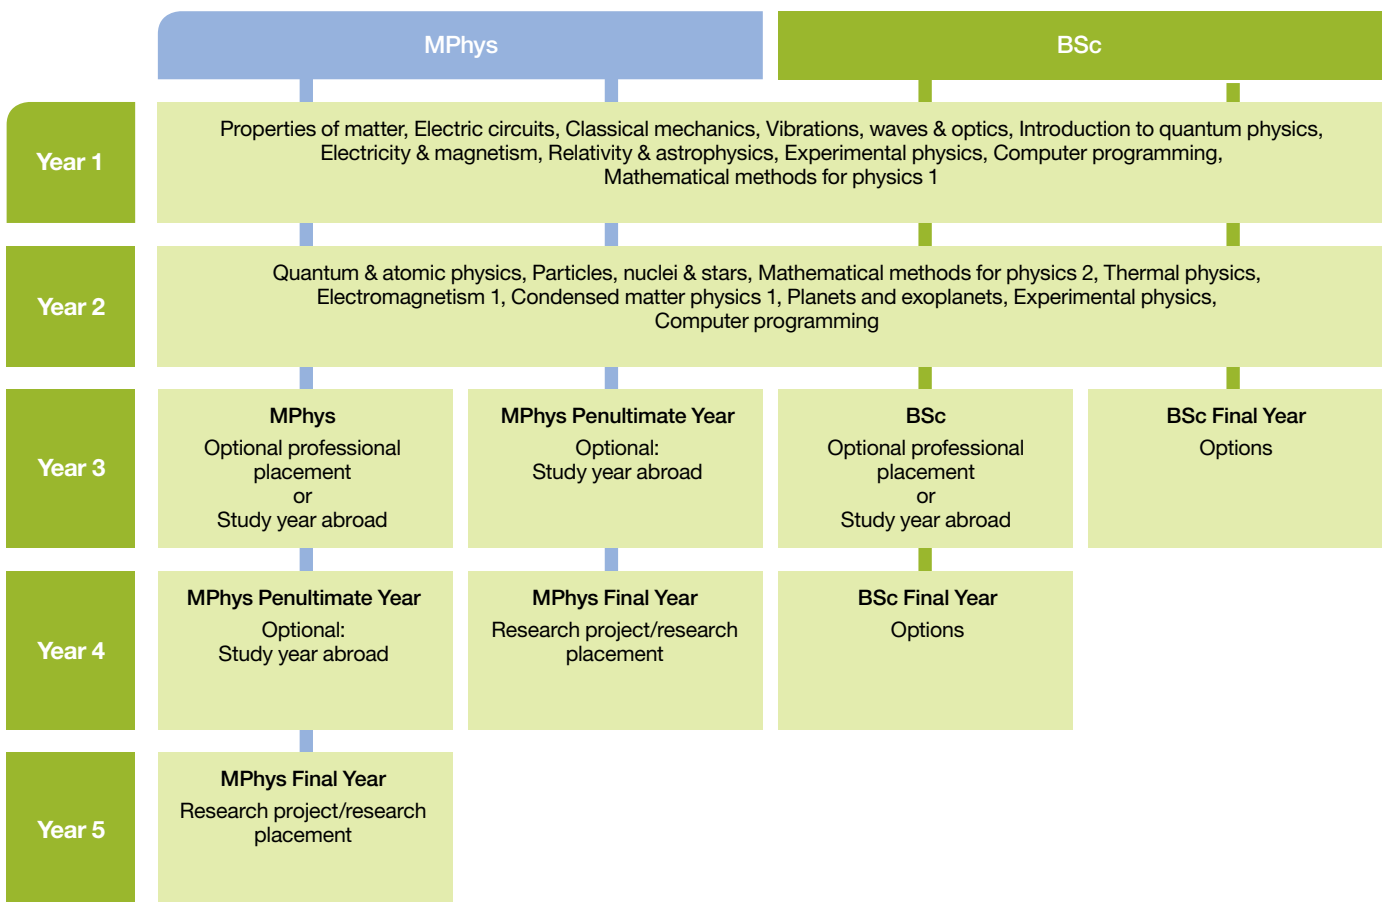 MPhys
BSc
Year 1
Properties of matter, Electric circuits, Classical mechanics, Vibrations, waves & optics, Introduction to quantum physics,
Electricity & magnetism, Relativity & astrophysics, Experimental physics, Computer programming,
Mathematical methods for physics 1
Year 2
Quantum & atomic physics, Particles, nuclei & stars, Mathematical methods for physics 2, Thermal physics,
Electromagnetism 1, Condensed matter physics 1, Planets and exoplanets, Experimental physics,
Computer programming
Year 3
MPhys
Optional professional
placement
or
Study year abroad
MPhys Penultimate Year
Optional:
Study year abroad
BSc
Optional professional
placement
or
Study year abroad
BSc Final Year
Options
Year 4
MPhys Penultimate Year
Optional:
Study year abroad
MPhys Final Year
Research project/research
placement
BSc Final Year
Options
Year 5
MPhys Final Year
Research project/research
placement